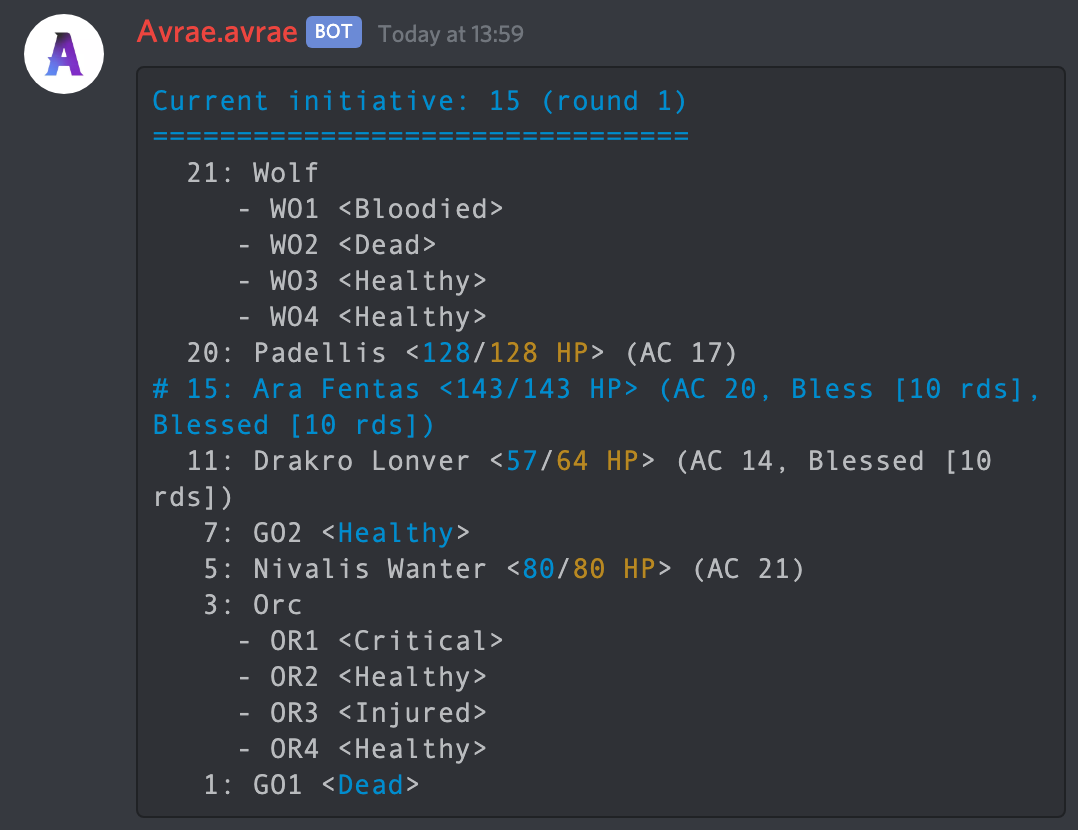 A
Avrae.avrae BOT Today at 13:59
Current initiative: 15 (round 1)
================================
21: Wolf
- WO1 <Bloodied>
- WO2 <Dead>
- WO3 <Healthy>
- WO4 <Healthy>
20: Padellis <128/128 HP> (AC 17)
# 15: Ara Fentas <143/143 HP> (AC 20, Bless [10 rds],
Blessed [10 rds])
11: Drakro Lonver <57/64 HP> (AC 14, Blessed [10
rds])
7: GO2 <Healthy>
5: Nivalis Wanter <80/80 HP> (AC 21)
3: Orc
- OR1 <Critical>
- OR2 <Healthy>
- OR3 <Injured>
- OR4 <Healthy>
1: GO1 <Dead>